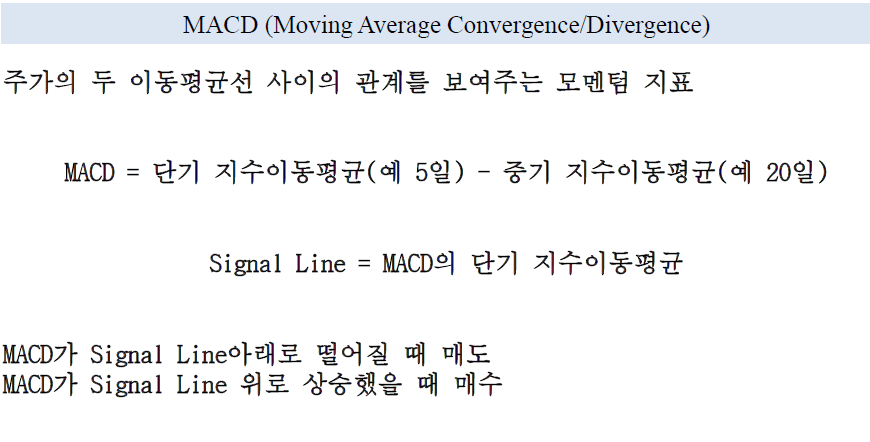 MACD (Moving Average Convergence/Divergence)
주가의 두 이동평균선 사이의 관계를 보여주는 모멘텀 지표
MACD = 단기 지수이동평균(예 5일) - 중기 지수이동평균(예 20일)
Signal Line = MACD의 단기 지수이동평균
MACD가 Signal Line아래로 떨어질 때 매도
MACD가 Signal Line 위로 상승했을 때 매수